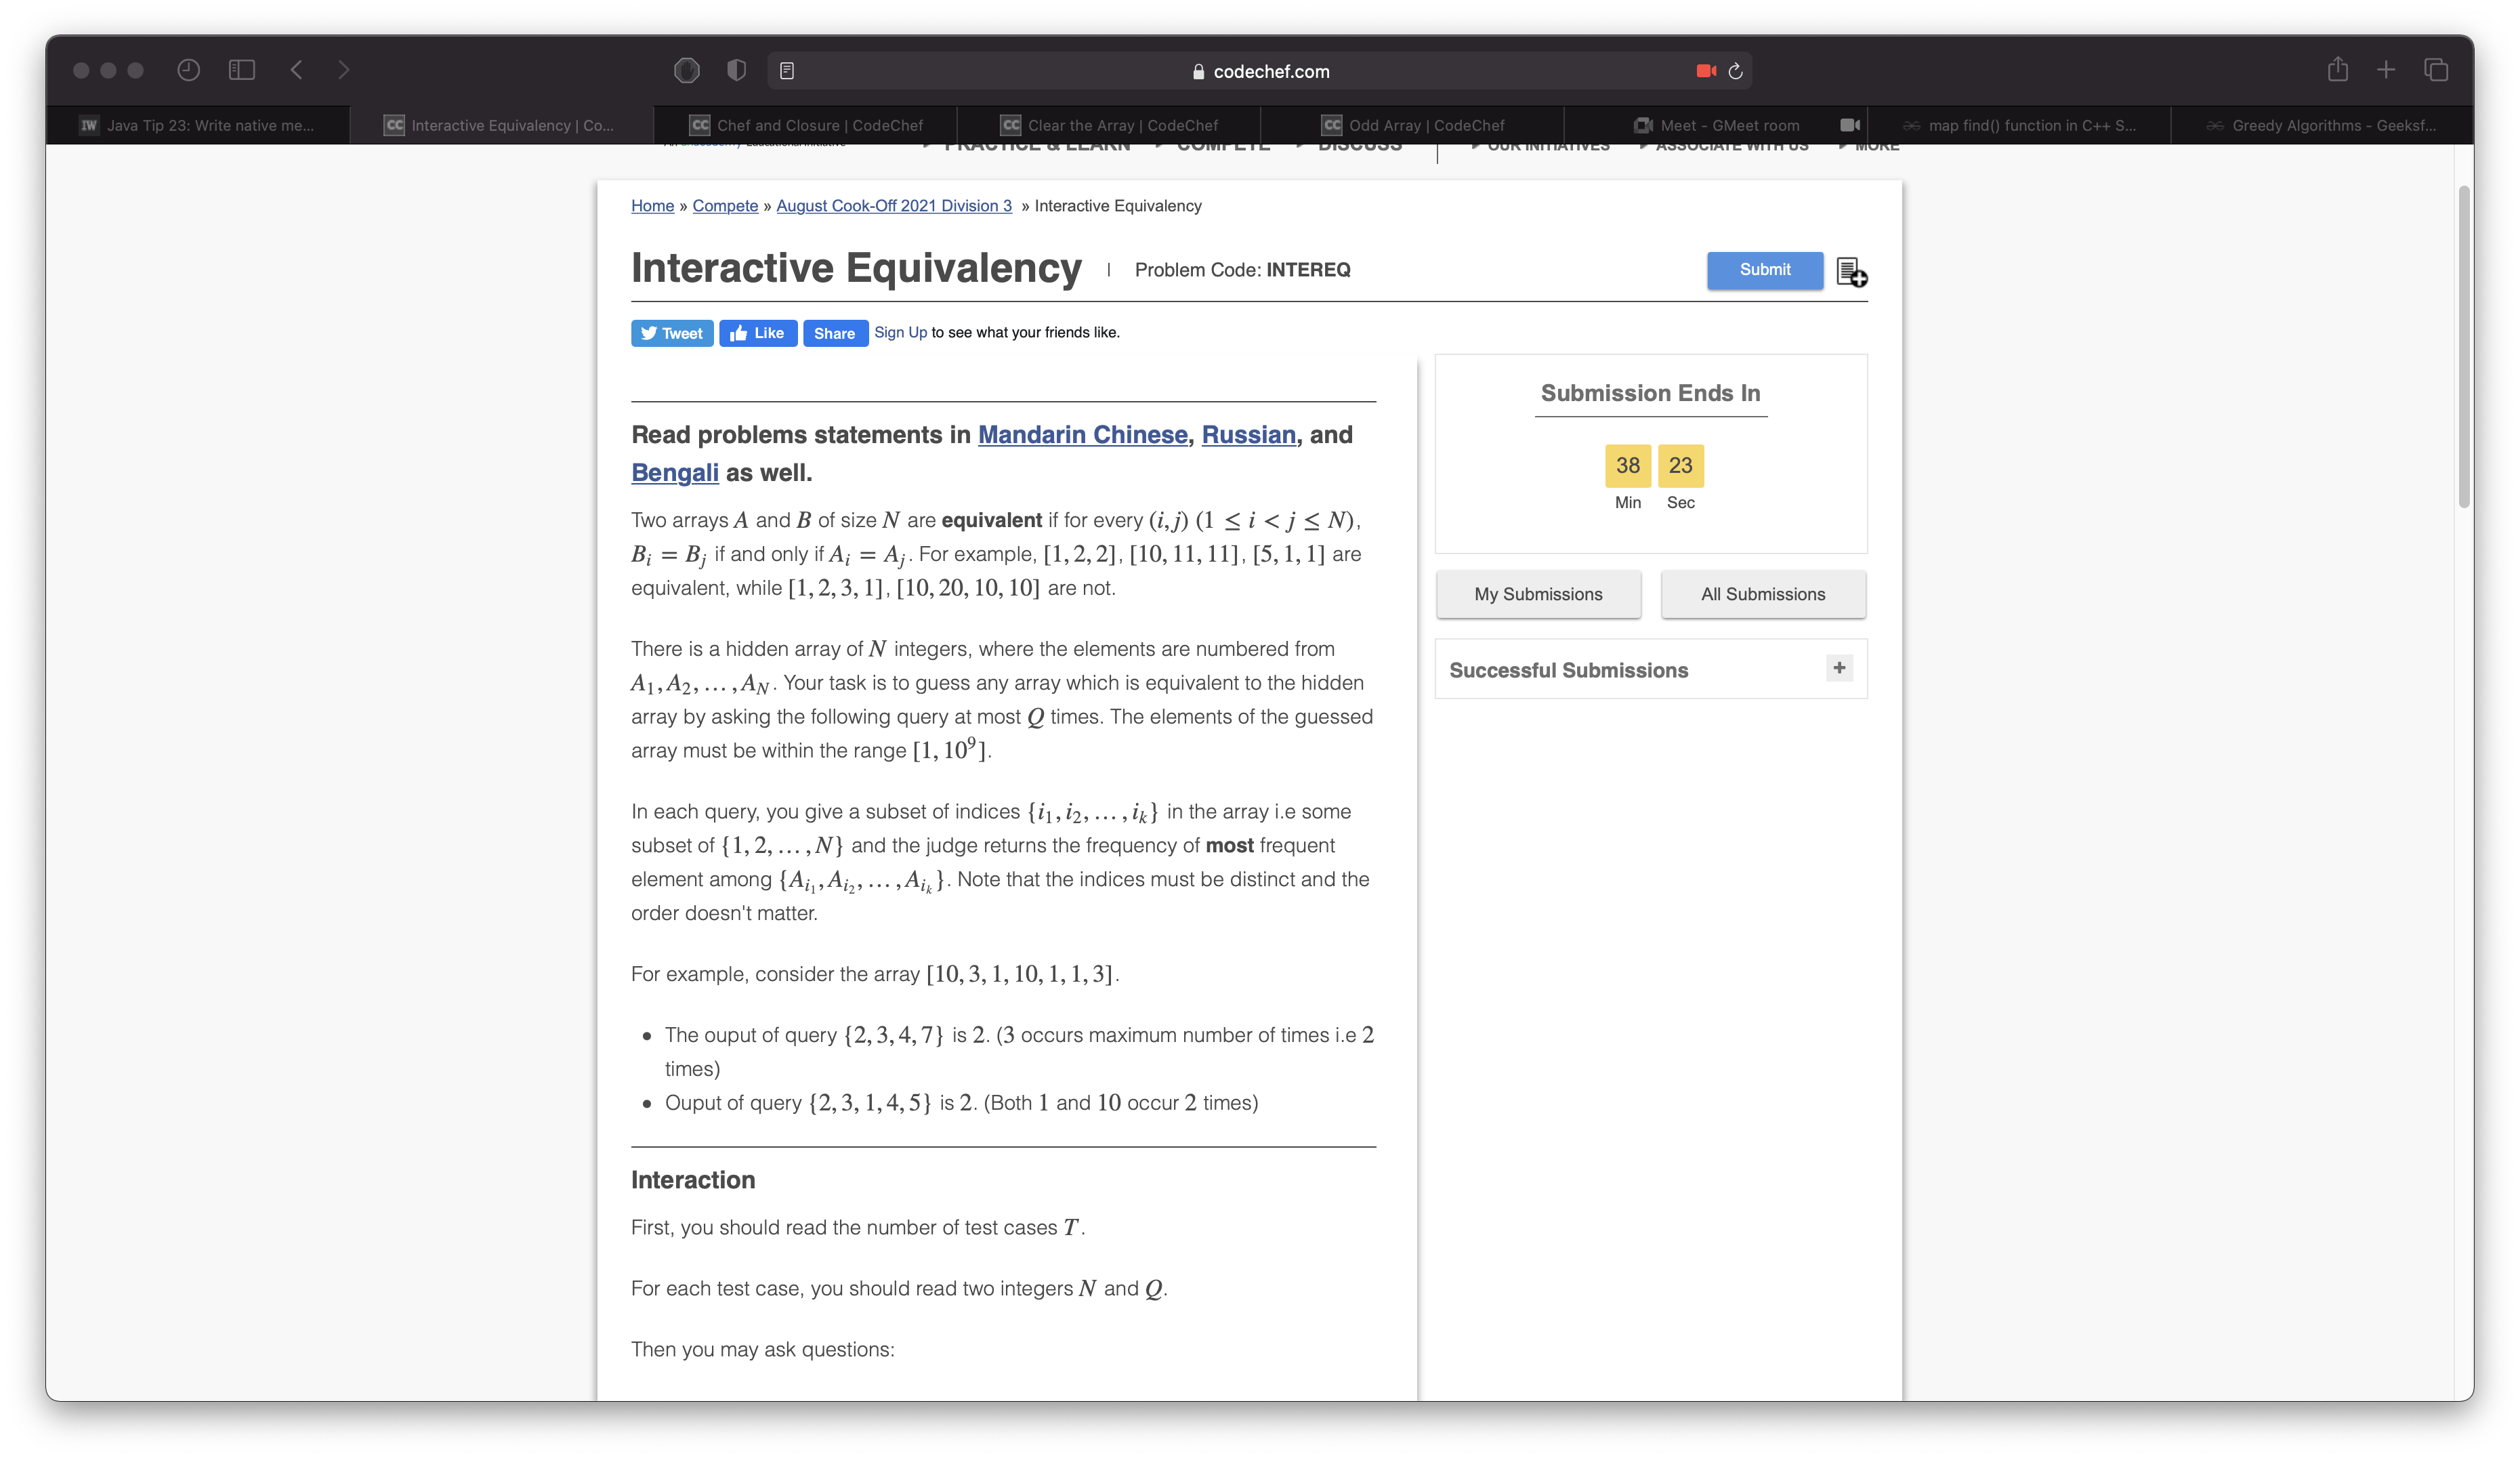 codechef.com
IW Java Tip 23: Write native me...
CC Interactive Equivalency | Co...
CC Chef and Closure | CodeChef
CC Clear the Array | CodeChef
CC Odd Array | CodeChef
Meet - GMeet room
map find() function in C++ S...
Greedy Algorithms - Geeksf...
PRACTICE & LEARN COMPETE DISCUSS OUR INITIATIVES ASSOCIATE WITH US MORE
Home » Compete » August Cook-Off 2021 Division 3 » Interactive Equivalency
Interactive Equivalency | Problem Code: INTEREQ
Submit
Tweet Like Share Sign Up to see what your friends like.
Read problems statements in Mandarin Chinese, Russian, and
Bengali as well.
Two arrays A and B of size N are equivalent if for every (i, j) (1 ≤ i < j ≤ N),
B_i = B_j if and only if A_i = A_j. For example, [1, 2, 2], [10, 11, 11], [5, 1, 1] are
equivalent, while [1, 2, 3, 1], [10, 20, 10, 10] are not.
There is a hidden array of N integers, where the elements are numbered from
A_1, A_2, …, A_N. Your task is to guess any array which is equivalent to the hidden
array by asking the following query at most Q times. The elements of the guessed
array must be within the range [1, 10^9].
In each query, you give a subset of indices {i_1, i_2, …, i_k} in the array i.e some
subset of {1, 2, …, N} and the judge returns the frequency of most frequent
element among {A_{i_1}, A_{i_2}, …, A_{i_k}}. Note that the indices must be distinct and the
order doesn't matter.
For example, consider the array [10, 3, 1, 10, 1, 1, 3].
• The ouput of query {2, 3, 4, 7} is 2. (3 occurs maximum number of times i.e 2
times)
• Ouput of query {2, 3, 1, 4, 5} is 2. (Both 1 and 10 occur 2 times)
Interaction
First, you should read the number of test cases T.
For each test case, you should read two integers N and Q.
Then you may ask questions:
Submission Ends In
38 23
Min Sec
My Submissions All Submissions
Successful Submissions +